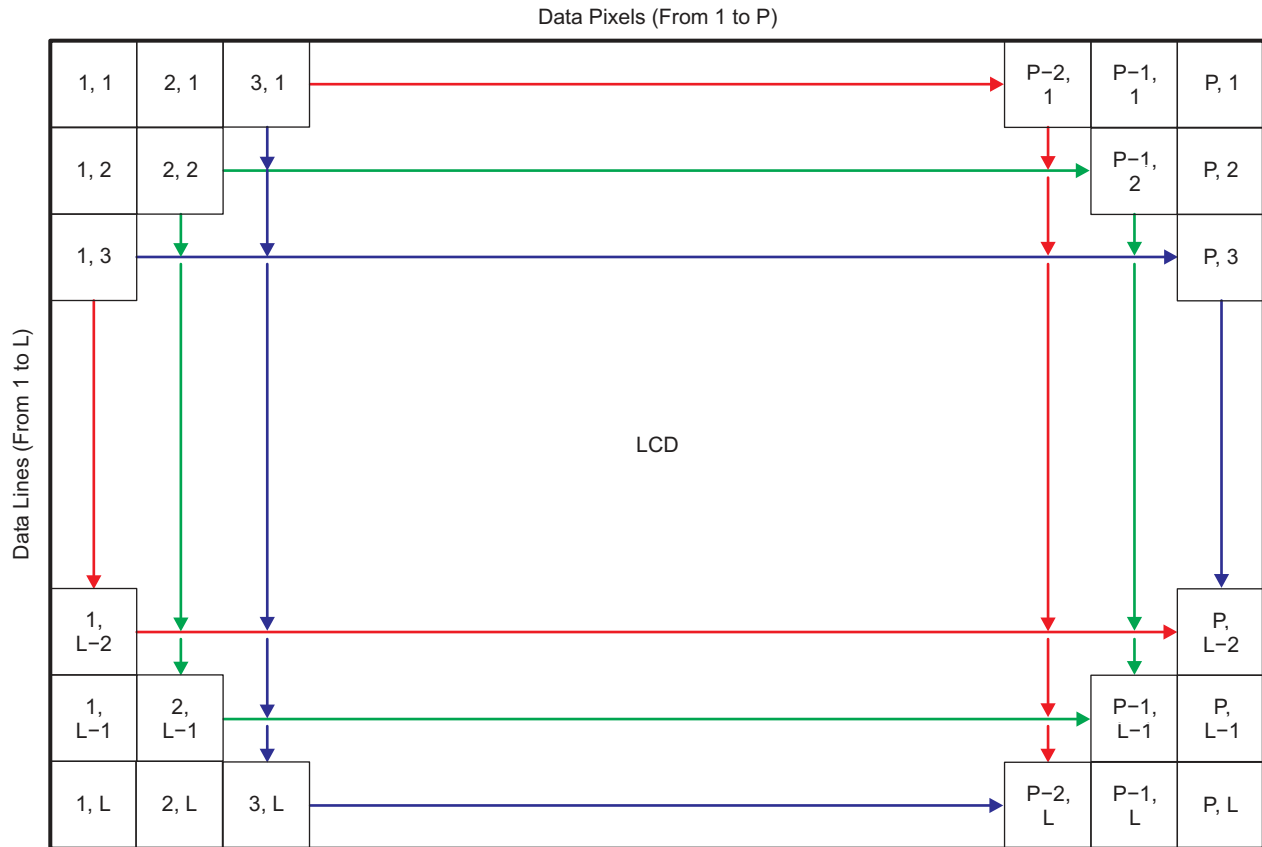 Data Pixels (From 1 to P)
1, 1
2, 1
3, 1
P−2,
1
P−1,
1
P, 1
1, 2
2, 2
P−1,
2
P, 2
1, 3
P, 3
Data Lines (From 1 to L)
LCD
1,
L−2
P,
L−2
1,
L−1
2,
L−1
P−1,
L−1
P,
L−1
1, L
2, L
3, L
P−2,
L
P−1,
L
P, L